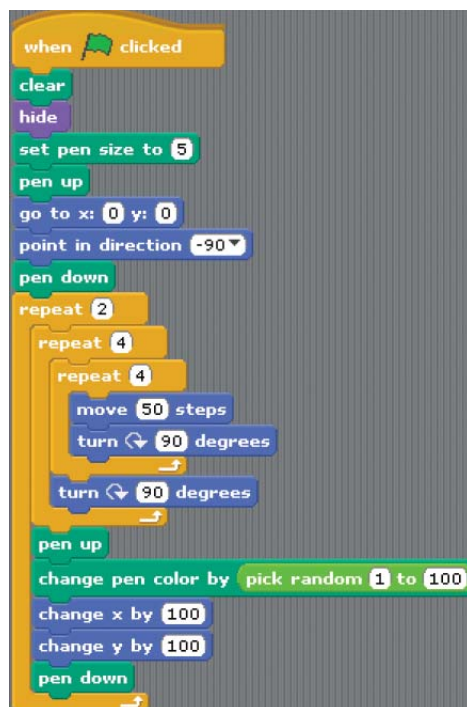 when clicked
clear
hide
set pen size to 5
pen up
go to x: 0 y: 0
point in direction -90
pen down
repeat 2
repeat 4
repeat 4
move 50 steps
turn 90 degrees
turn 90 degrees
pen up
change pen color by pick random 1 to 100
change x by 100
change y by 100
pen down